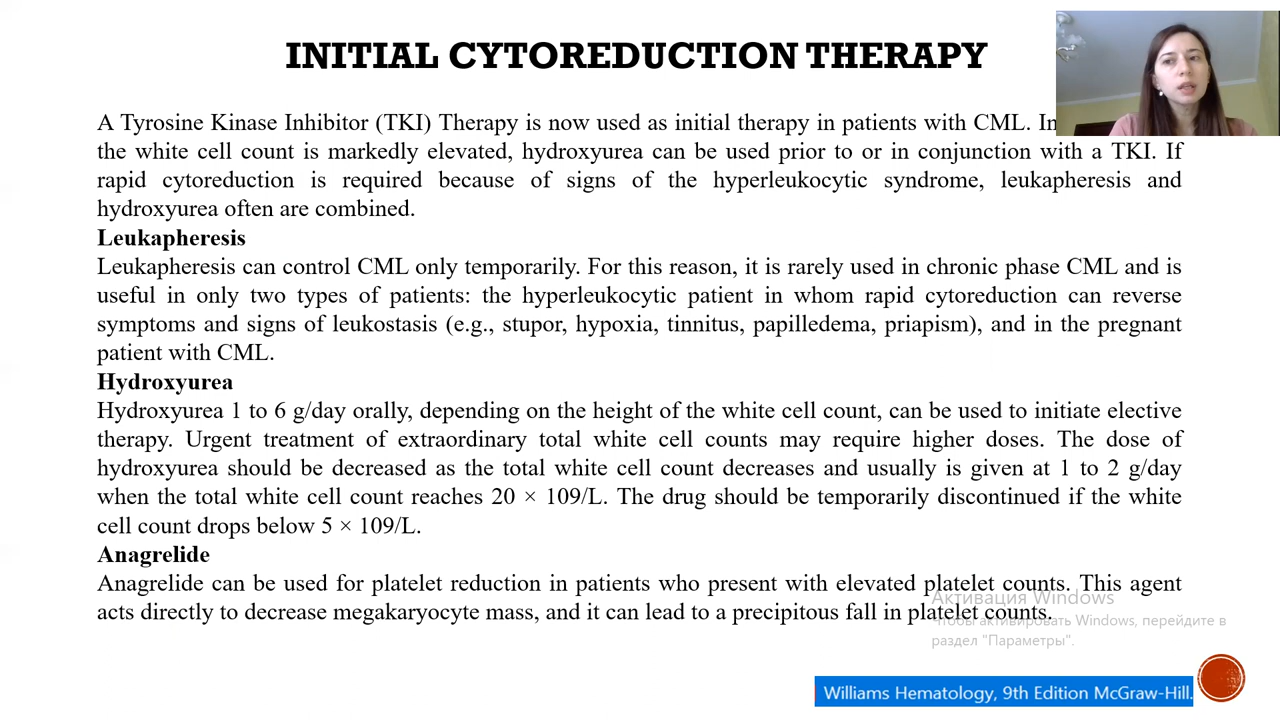 INITIAL CYTOREDUCTION THERAPY
A Tyrosine Kinase Inhibitor (TKI) Therapy is now used as initial therapy in patients with CML. In
the white cell count is markedly elevated, hydroxyurea can be used prior to or in conjunction with a TKI. If
rapid cytoreduction is required because of signs of the hyperleukocytic syndrome, leukapheresis and
hydroxyurea often are combined.
Leukapheresis
Leukapheresis can control CML only temporarily. For this reason, it is rarely used in chronic phase CML and is
useful in only two types of patients: the hyperleukocytic patient in whom rapid cytoreduction can reverse
symptoms and signs of leukostasis (e.g., stupor, hypoxia, tinnitus, papilledema, priapism), and in the pregnant
patient with CML.
Hydroxyurea
Hydroxyurea 1 to 6 g/day orally, depending on the height of the white cell count, can be used to initiate elective
therapy. Urgent treatment of extraordinary total white cell counts may require higher doses. The dose of
hydroxyurea should be decreased as the total white cell count decreases and usually is given at 1 to 2 g/day
when the total white cell count reaches 20 × 109/L. The drug should be temporarily discontinued if the white
cell count drops below 5 × 109/L.
Anagrelide
Anagrelide can be used for platelet reduction in patients who present with elevated platelet counts. This agent
acts directly to decrease megakaryocyte mass, and it can lead to a precipitous fall in platelet counts.
Активация Windows
Чтобы активировать Windows, перейдите в
раздел "Параметры".
Williams Hematology, 9th Edition McGraw-Hill.